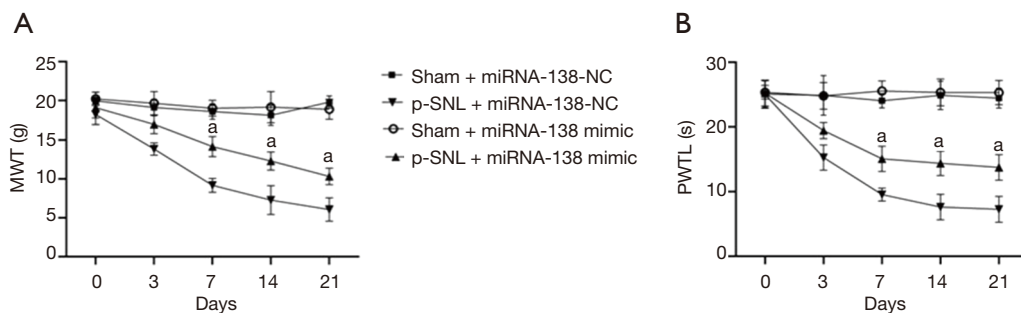 A
MWT (g)
25
20
15
10
5
0
a
a
a
0 3 7 14 21
Days
Sham + miRNA-138-NC
p-SNL + miRNA-138-NC
Sham + miRNA-138 mimic
p-SNL + miRNA-138 mimic
B
PWTL (s)
30
20
10
0
a
a
a
0 3 7 14 21
Days